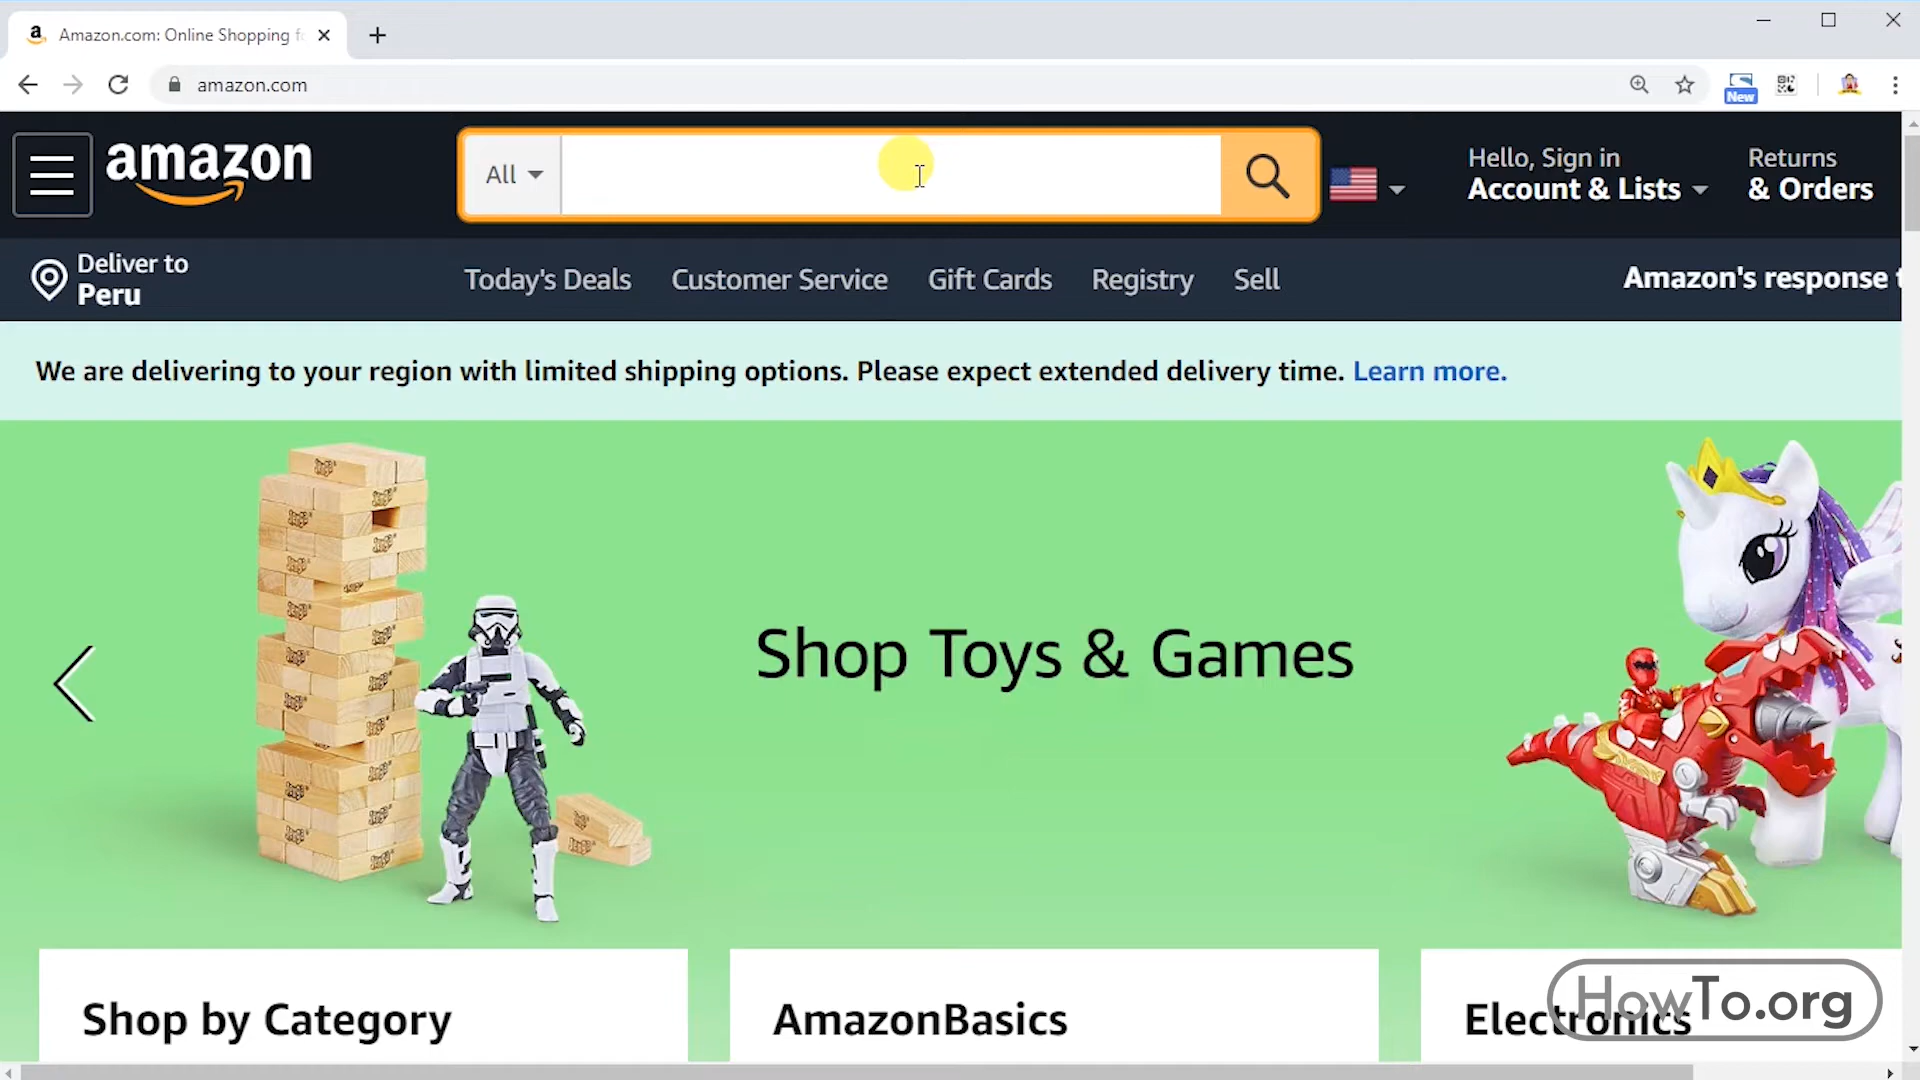 Amazon.com: Online Shopping f
amazon.com
New
amazon
All
Hello, Sign in
Account & Lists
Returns
& Orders
Deliver to
Peru
Today's Deals
Customer Service
Gift Cards
Registry
Sell
Amazon's response t
We are delivering to your region with limited shipping options. Please expect extended delivery time. Learn more.
Shop Toys & Games
Shop by Category
AmazonBasics
Electronics
HowTo.org